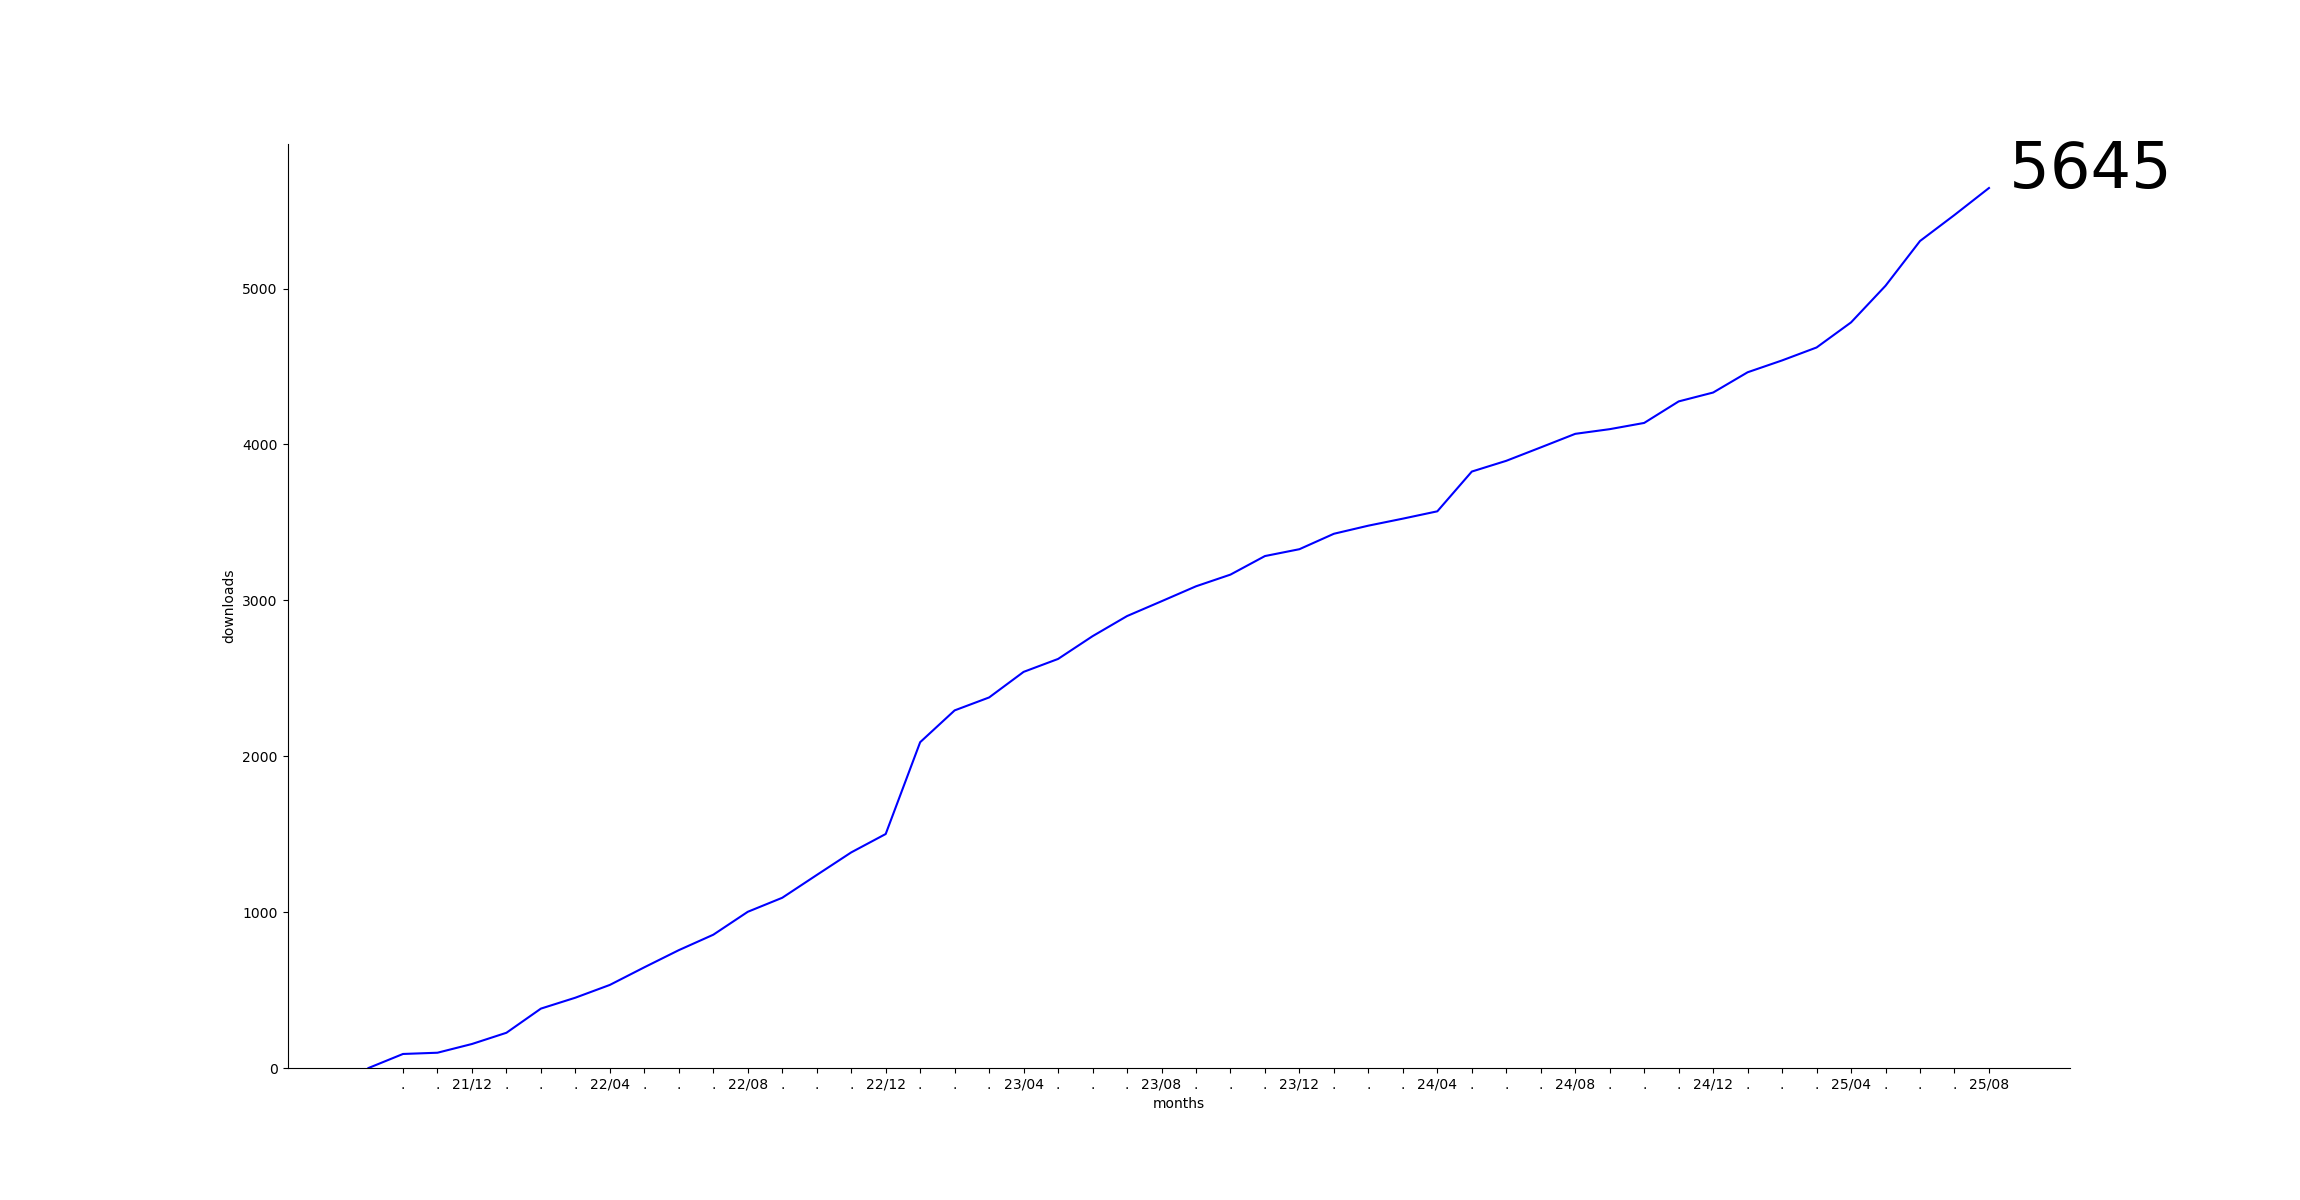 5645
5000
4000
3000
2000
1000
0
downloads
. . 21/12 . . . 22/04 . . . 22/08 . . . 22/12 . . . 23/04 . . . 23/08 . . . 23/12 . . . 24/04 . . . 24/08 . . . 24/12 . . . 25/04 . . . 25/08
months